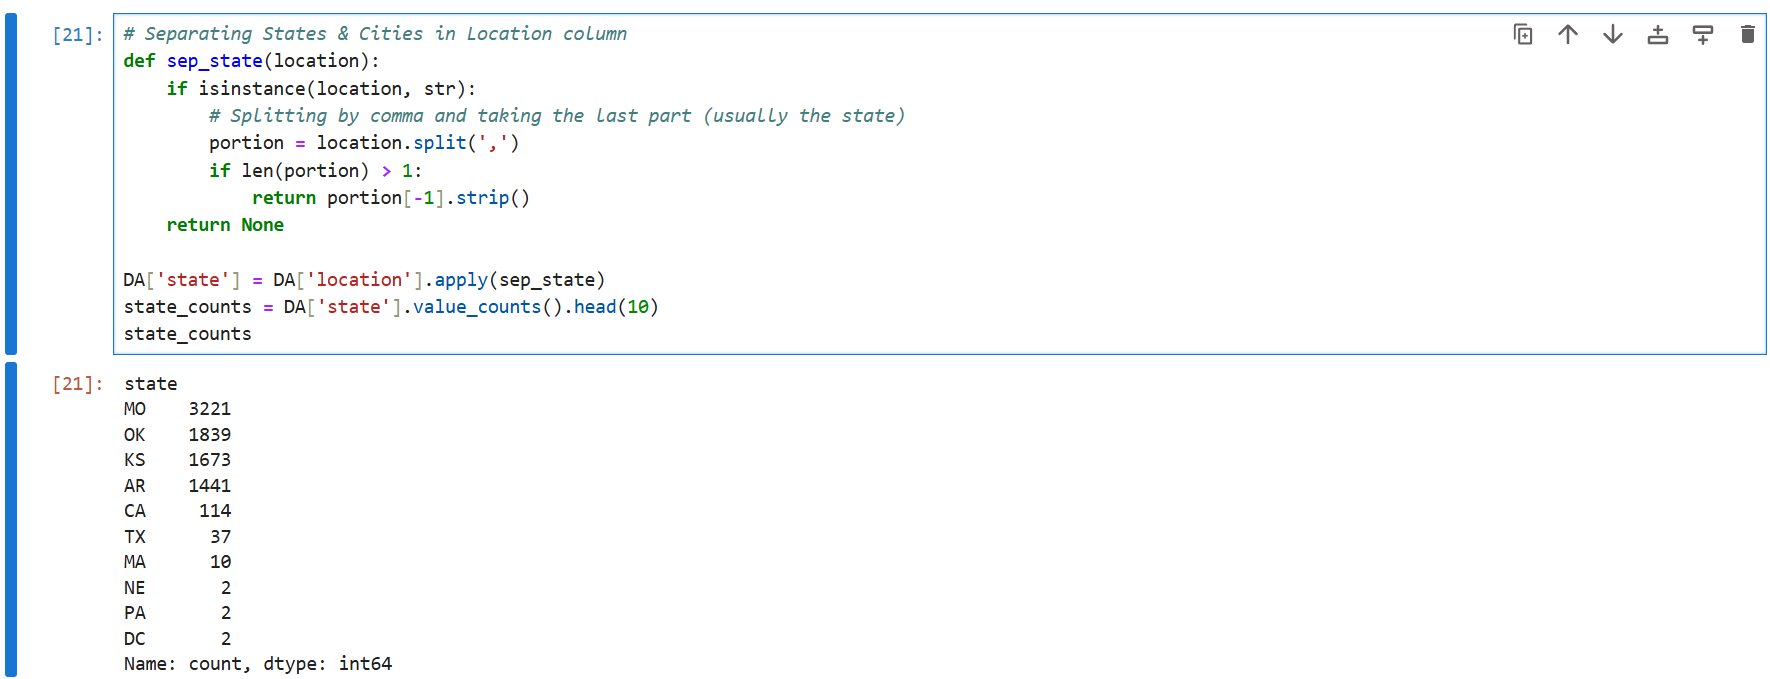 [21]: # Separating States & Cities in Location column
def sep_state(location):
    if isinstance(location, str):
        # Splitting by comma and taking the last part (usually the state)
        portion = location.split(',')
        if len(portion) > 1:
            return portion[-1].strip()
    return None

DA['state'] = DA['location'].apply(sep_state)
state_counts = DA['state'].value_counts().head(10)
state_counts
[21]: state
MO    3221
OK    1839
KS    1673
AR    1441
CA     114
TX      37
MA      10
NE       2
PA       2
DC       2
Name: count, dtype: int64